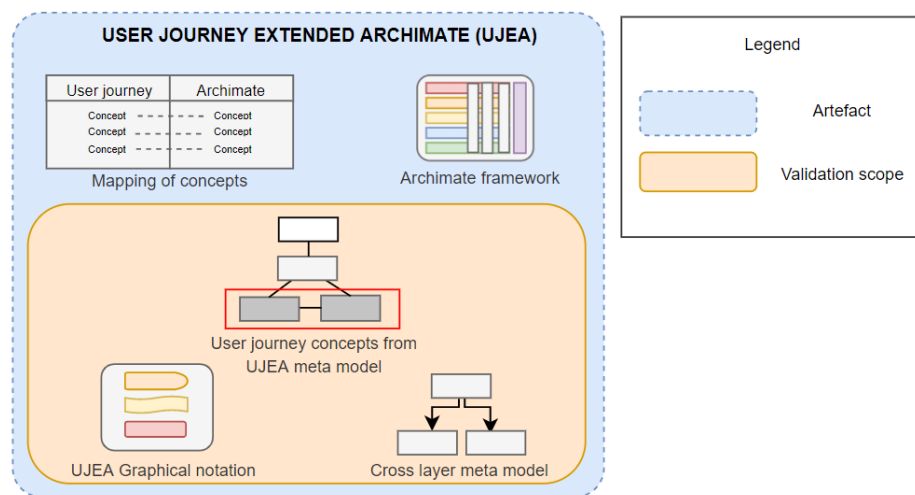 USER JOURNEY EXTENDED ARCHIMATE (UJEA)
User journey Archimate
Concept Concept
Concept Concept
Concept Concept
Mapping of concepts
Archimate framework
User journey concepts from
UJEA meta model
UJEA Graphical notation
Cross layer meta model
Legend
Artefact
Validation scope